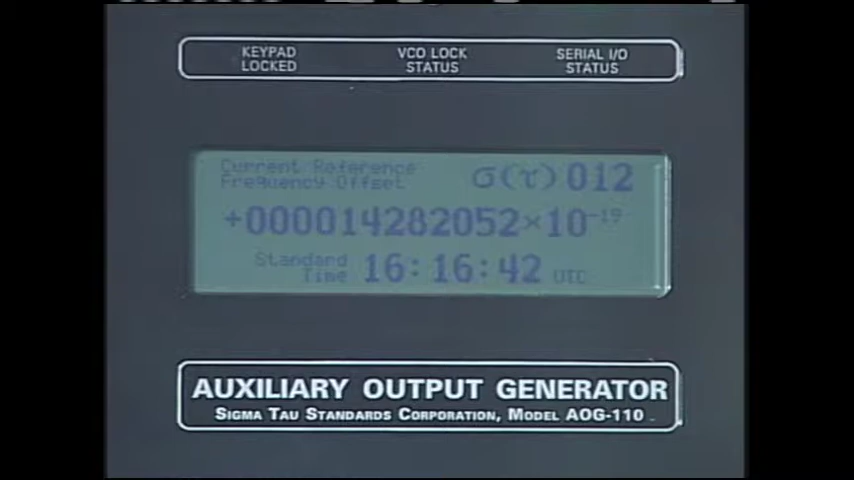 KEYPAD LOCKED
VCO LOCK STATUS
SERIAL I/O STATUS
Current Reference Frequency Offset
σ(τ) 012
+000014282052×10⁻¹⁹
Standard Time 16:16:42 UTC
AUXILIARY OUTPUT GENERATOR
SIGMA TAU STANDARDS CORPORATION, MODEL AOG-110